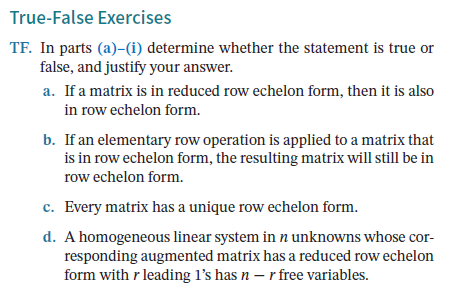 True-False Exercises
TF. In parts (a)–(i) determine whether the statement is true or
false, and justify your answer.
a. If a matrix is in reduced row echelon form, then it is also
in row echelon form.
b. If an elementary row operation is applied to a matrix that
is in row echelon form, the resulting matrix will still be in
row echelon form.
c. Every matrix has a unique row echelon form.
d. A homogeneous linear system in n unknowns whose cor-
responding augmented matrix has a reduced row echelon
form with r leading 1's has n − r free variables.